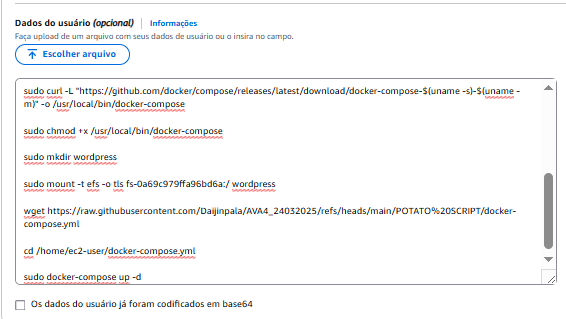 Dados do usuário (opcional) | Informações
Faça upload de um arquivo com seus dados de usuário ou o insira no campo.
Escolher arquivo
sudo curl -L "https://github.com/docker/compose/releases/latest/download/docker-compose-$(uname -s)-$(uname -
m)" -o /usr/local/bin/docker-compose
sudo chmod +x /usr/local/bin/docker-compose
sudo mkdir wordpress
sudo mount -t efs -o tls fs-0a69c979ffa96bd6a:/ wordpress
wget https://raw.githubusercontent.com/Daijinpala/AVA4_24032025/refs/heads/main/POTATO%20SCRIPT/docker-
compose.yml
cd /home/ec2-user/docker-compose.yml
sudo docker-compose up -d
Os dados do usuário já foram codificados em base64